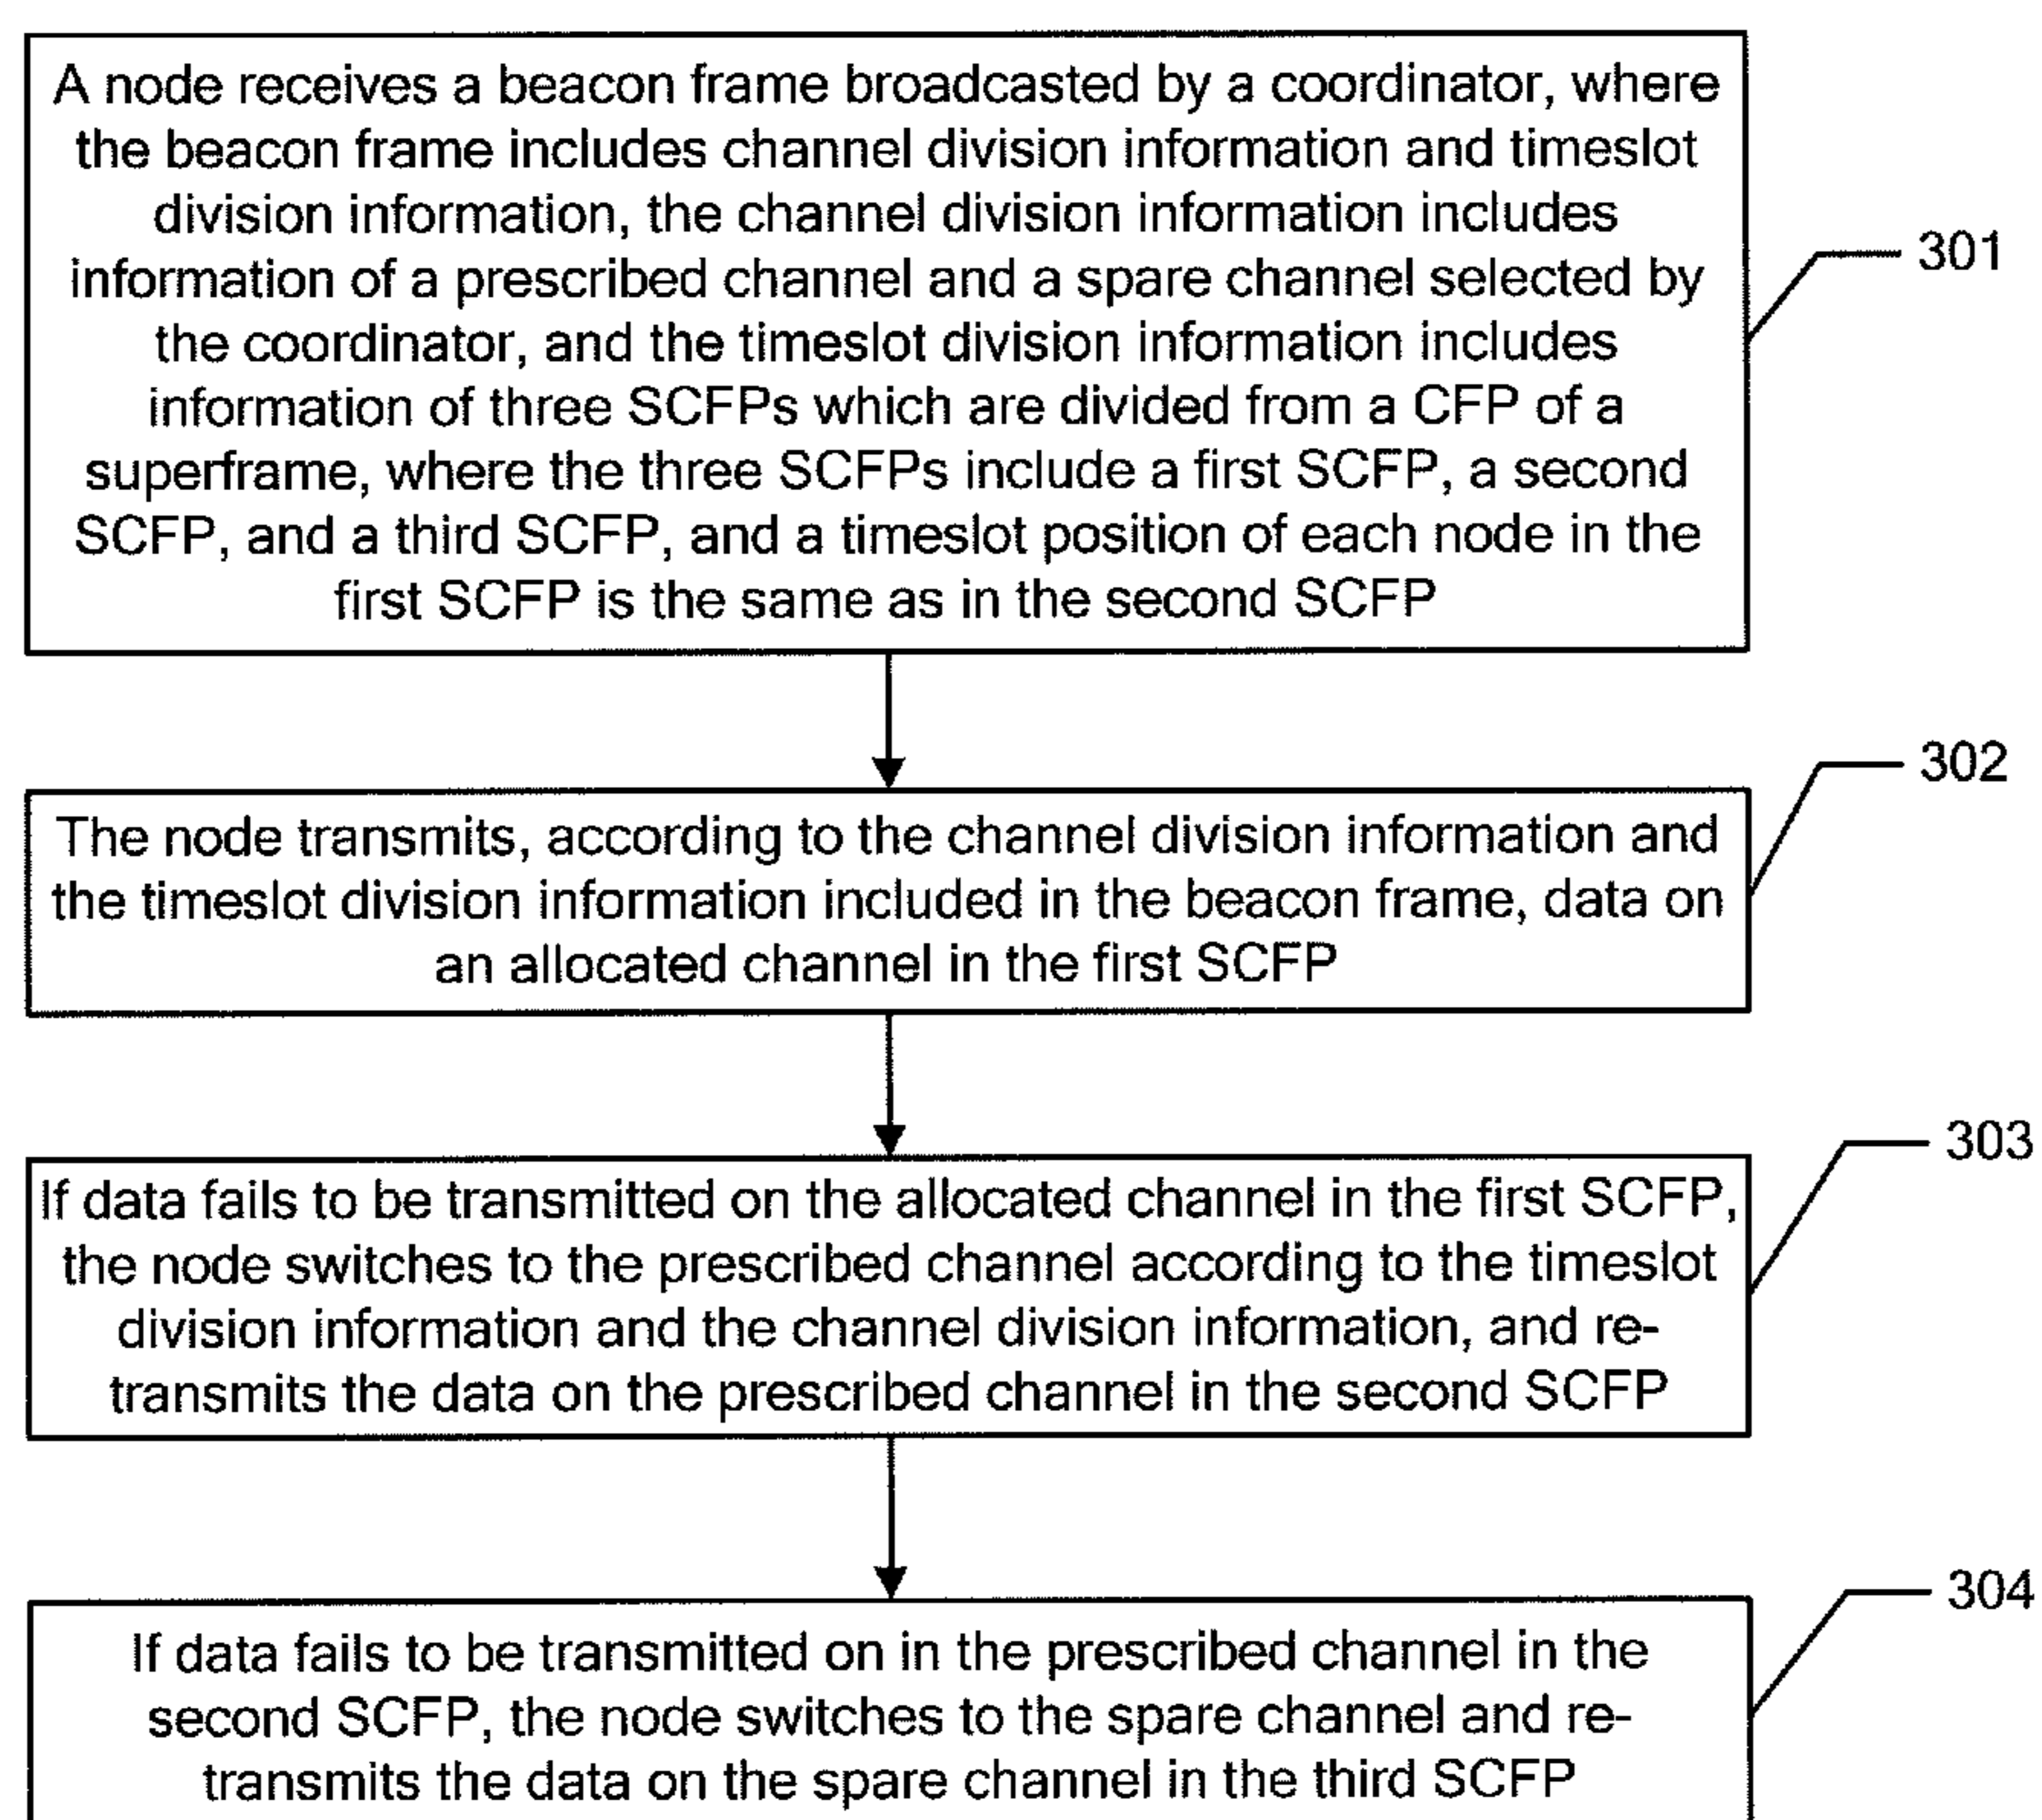 A node receives a beacon frame broadcasted by a coordinator, where
the beacon frame includes channel division information and timeslot
division information, the channel division information includes
information of a prescribed channel and a spare channel selected by
the coordinator, and the timeslot division information includes
information of three SCFPs which are divided from a CFP of a
superframe, where the three SCFPs include a first SCFP, a second
SCFP, and a third SCFP, and a timeslot position of each node in the
first SCFP is the same as in the second SCFP
301
The node transmits, according to the channel division information and
the timeslot division information included in the beacon frame, data on
an allocated channel in the first SCFP
302
If data fails to be transmitted on the allocated channel in the first SCFP,
the node switches to the prescribed channel according to the timeslot
division information and the channel division information, and re-
transmits the data on the prescribed channel in the second SCFP
303
If data fails to be transmitted on in the prescribed channel in the
second SCFP, the node switches to the spare channel and re-
transmits the data on the spare channel in the third SCFP
304